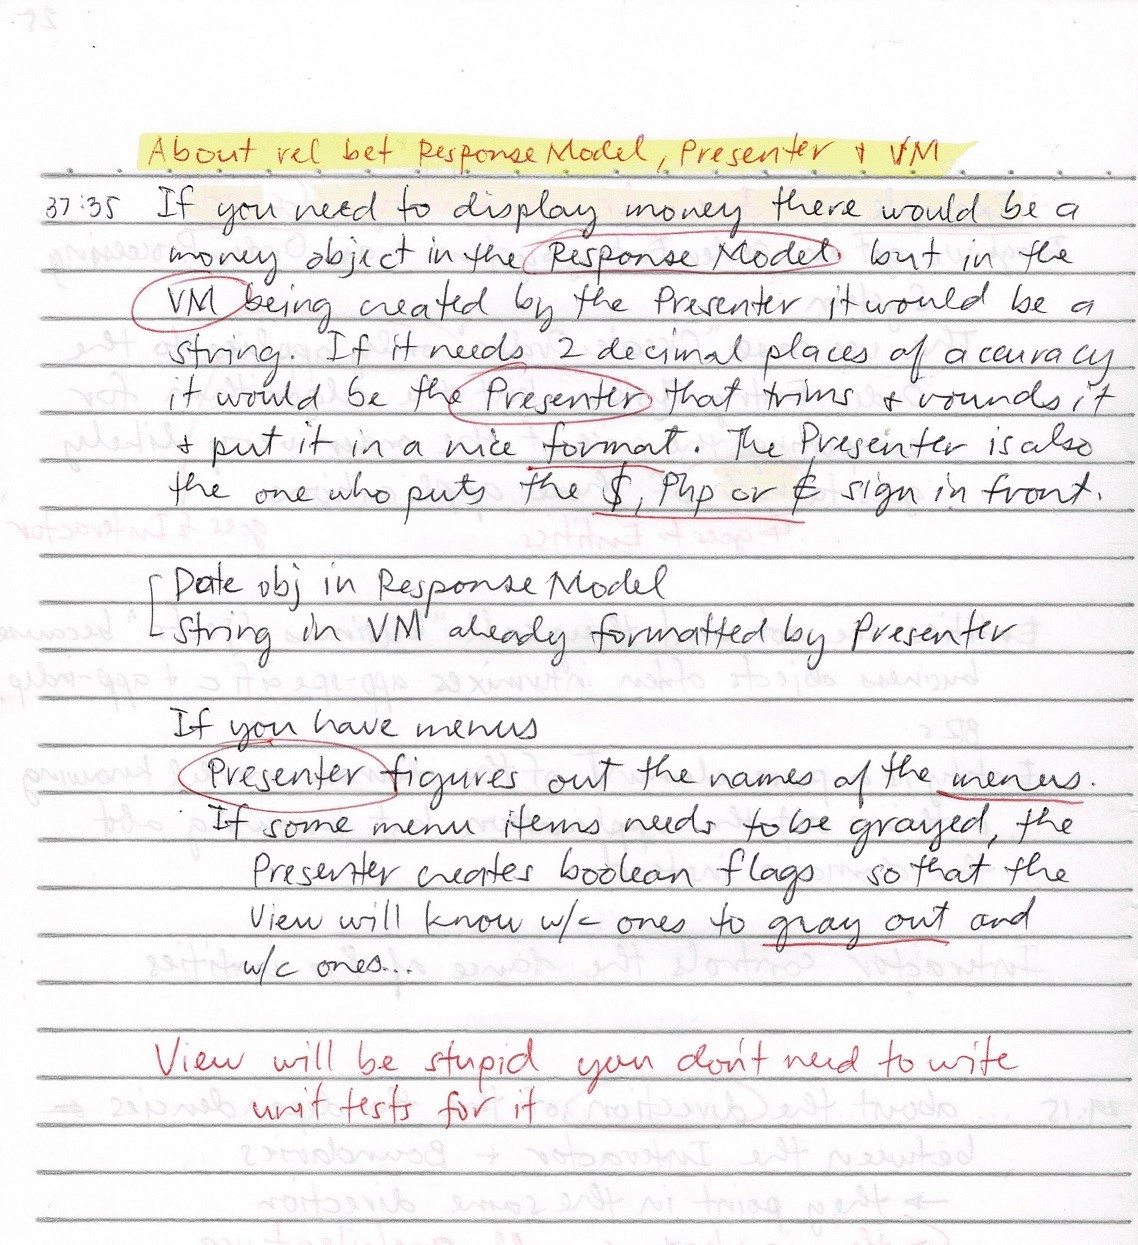 About rel bet Response Model, Presenter & VM
37:35 If you need to display money there would be a
money object in the Response Model but in the
VM being created by the Presenter it would be a
string. If it needs 2 decimal places of accuracy
it would be the Presenter that trims & rounds it
& put it in a nice format. The Presenter is also
the one who puts the $, Php or € sign in front.
Date obj in Response Model
String in VM already formatted by Presenter
If you have menus
Presenter figures out the names of the menus.
If some menu items needs to be grayed, the
Presenter creates boolean flags so that the
View will know w/c ones to gray out and
w/c ones...
View will be stupid you don't need to write
unit tests for it